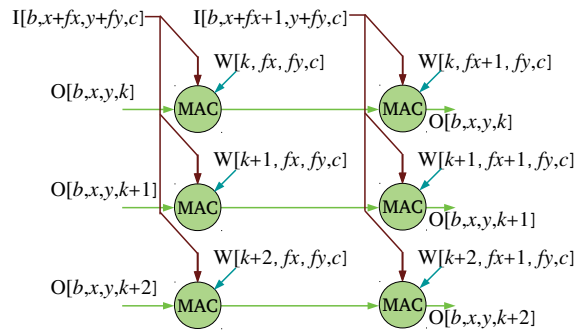 I[b,x+fx,y+fy,c] I[b,x+fx+1,y+fy,c]
W[k, fx, fy,c] W[k, fx+1, fy,c]
O[b,x,y,k] MAC MAC
O[b,x,y,k]
W[k+1, fx, fy,c] W[k+1, fx+1, fy,c]
O[b,x,y,k+1] MAC MAC
O[b,x,y,k+1]
W[k+2, fx, fy,c] W[k+2, fx+1, fy,c]
O[b,x,y,k+2] MAC MAC
O[b,x,y,k+2]